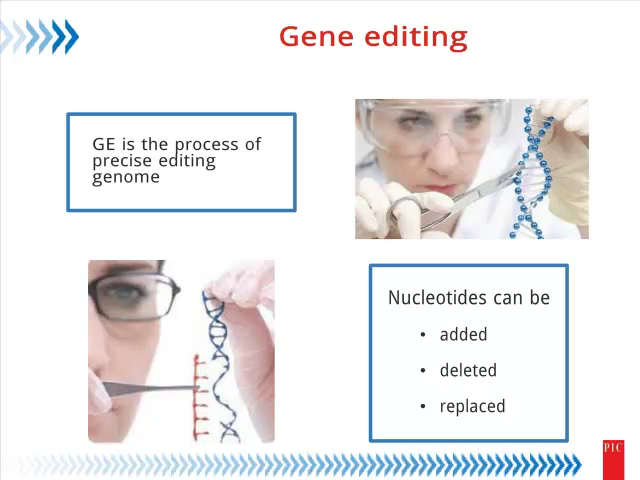 Gene editing
GE is the process of
precise editing
genome
Nucleotides can be
• added
• deleted
• replaced
PIC